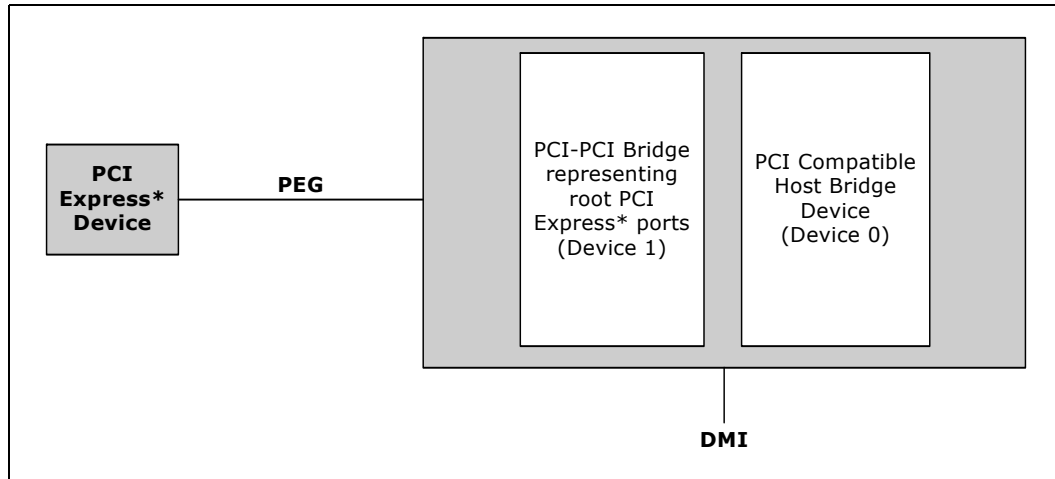 PCI
Express*
Device
PEG
PCI-PCI Bridge
representing
root PCI
Express* ports
(Device 1)
PCI Compatible
Host Bridge
Device
(Device 0)
DMI